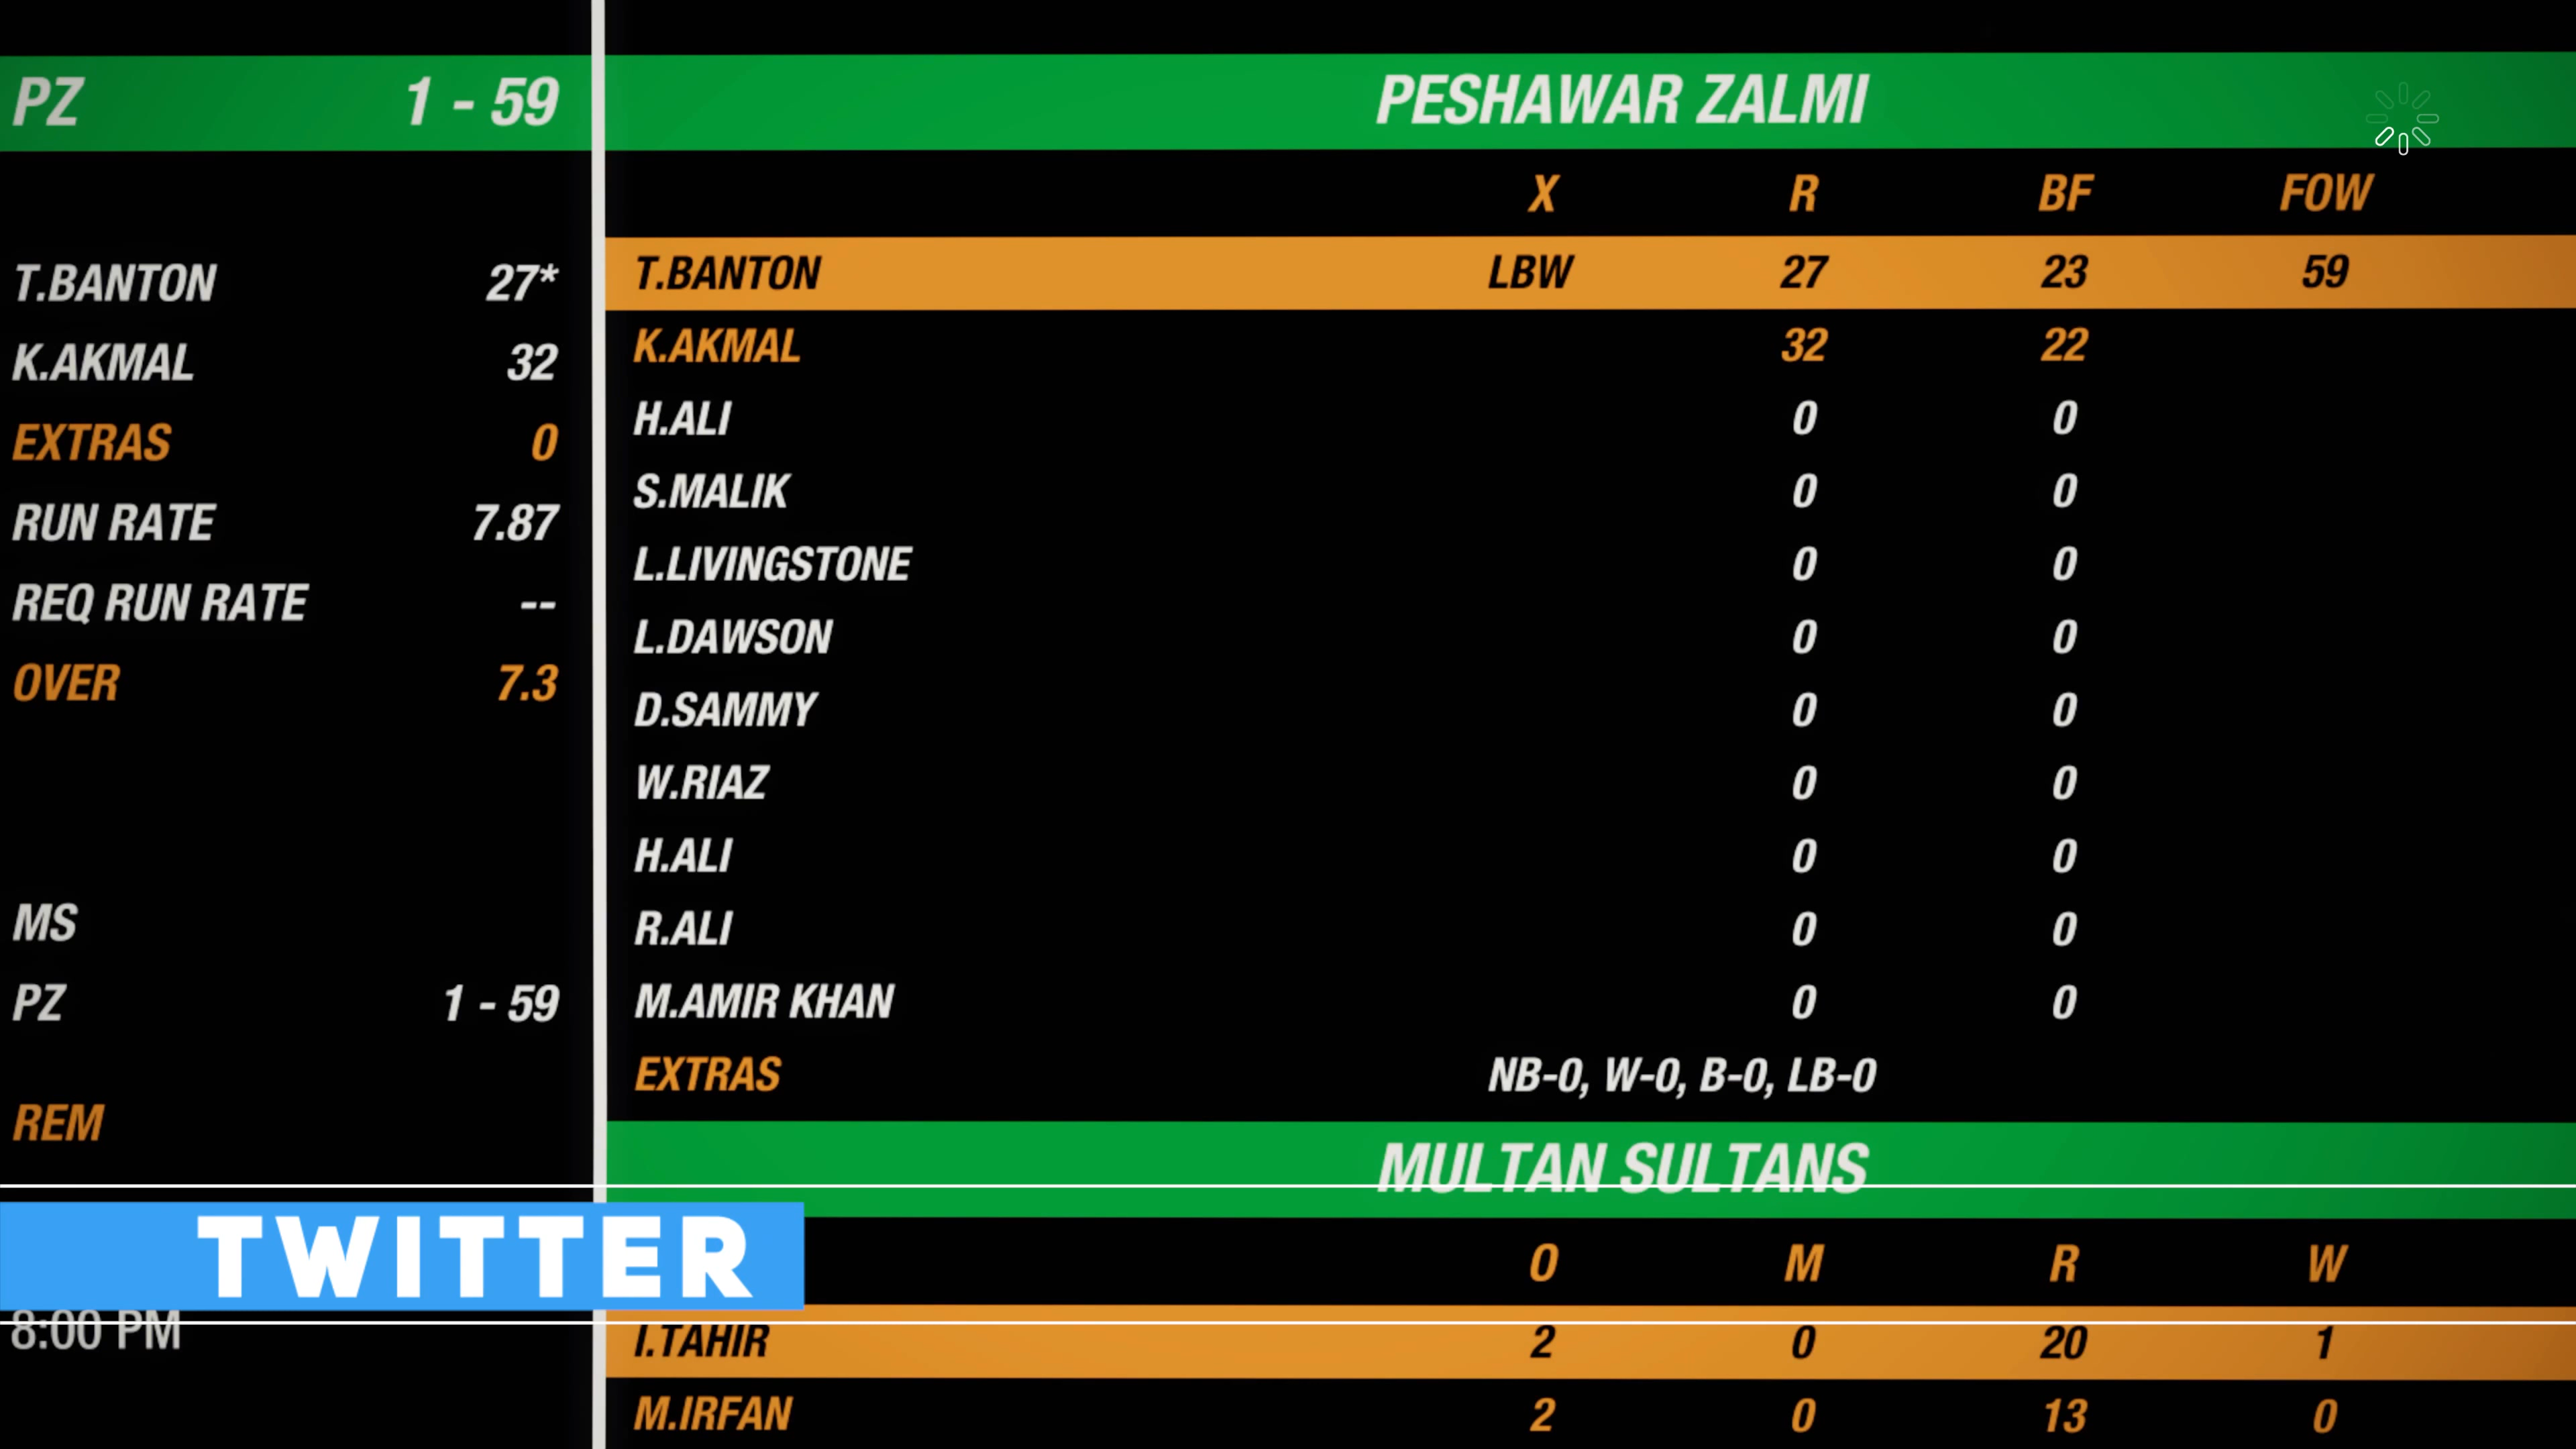 PZ 1 - 59
T.BANTON 27*
K.AKMAL 32
EXTRAS 0
RUN RATE 7.87
REQ RUN RATE --
OVER 7.3
MS
PZ 1 - 59
REM
TWITTER
8:00 PM
PESHAWAR ZALMI
X R BF FOW
T.BANTON LBW 27 23 59
K.AKMAL 32 22
H.ALI 0 0
S.MALIK 0 0
L.LIVINGSTONE 0 0
L.DAWSON 0 0
D.SAMMY 0 0
W.RIAZ 0 0
H.ALI 0 0
R.ALI 0 0
M.AMIR KHAN 0 0
EXTRAS NB-0, W-0, B-0, LB-0
MULTAN SULTANS
O M R W
I.TAHIR 2 0 20 1
M.IRFAN 2 0 13 0